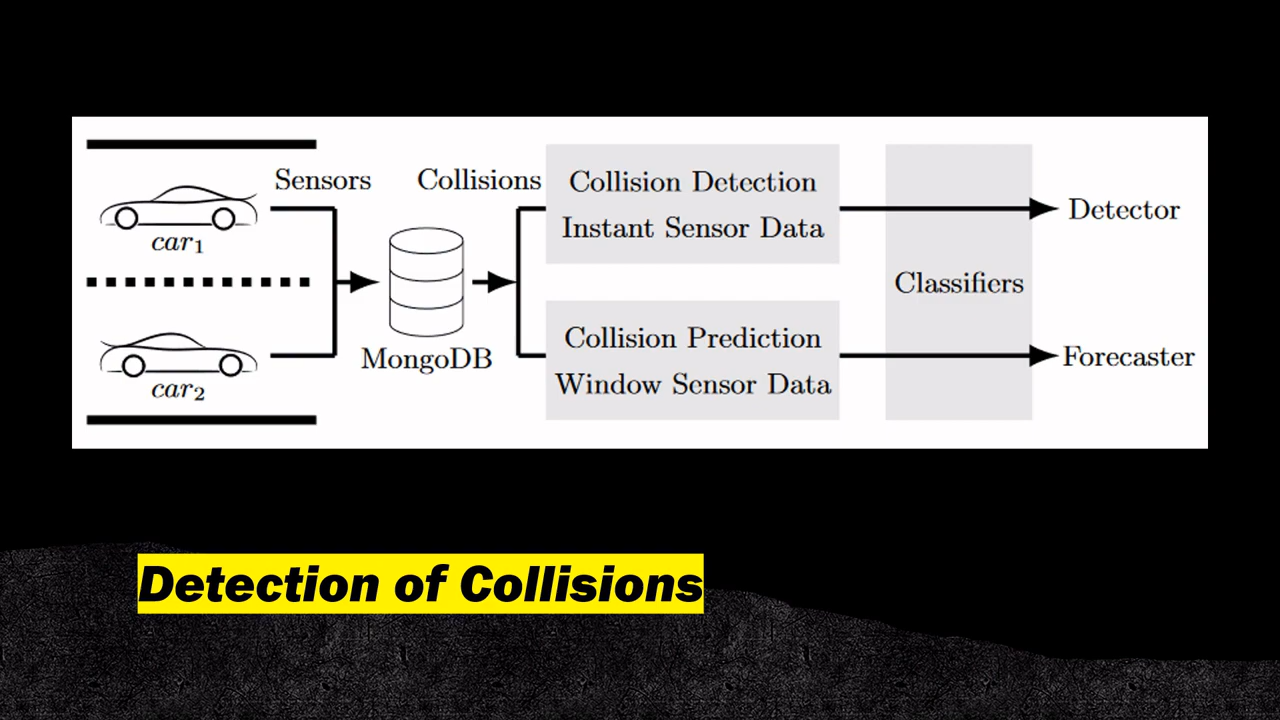 Sensors
Collisions
Collision Detection
Instant Sensor Data
Detector
car₁
Classifiers
MongoDB
Collision Prediction
Window Sensor Data
Forecaster
car₂
Detection of Collisions